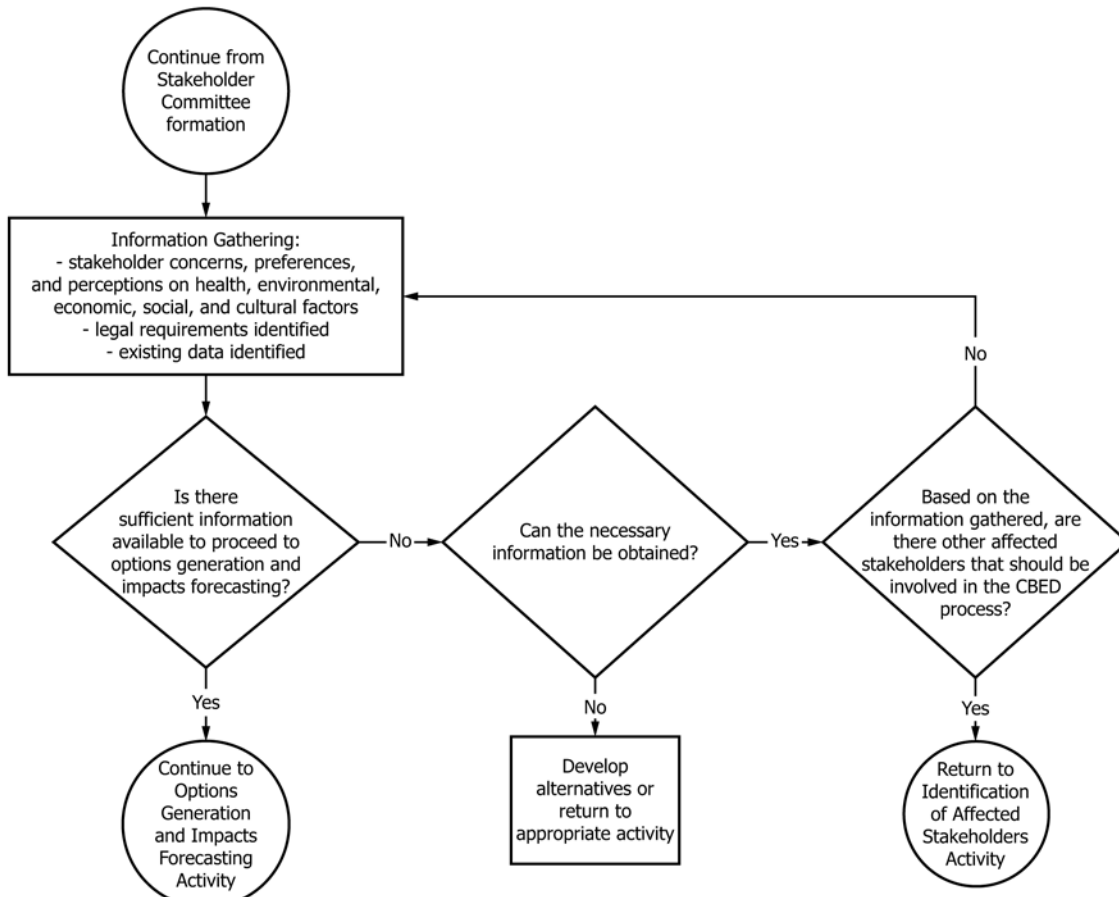 Continue from
Stakeholder
Committee
formation
Information Gathering:
- stakeholder concerns, preferences,
and perceptions on health, environmental,
economic, social, and cultural factors
- legal requirements identified
- existing data identified
No
Is there
sufficient information
available to proceed to
options generation and
impacts forecasting?
No
Can the necessary
information be obtained?
Yes
Based on the
information gathered, are
there other affected
stakeholders that should be
involved in the CBED
process?
Yes
No
Yes
Continue to
Options
Generation
and Impacts
Forecasting
Activity
Develop
alternatives or
return to
appropriate activity
Return to
Identification
of Affected
Stakeholders
Activity